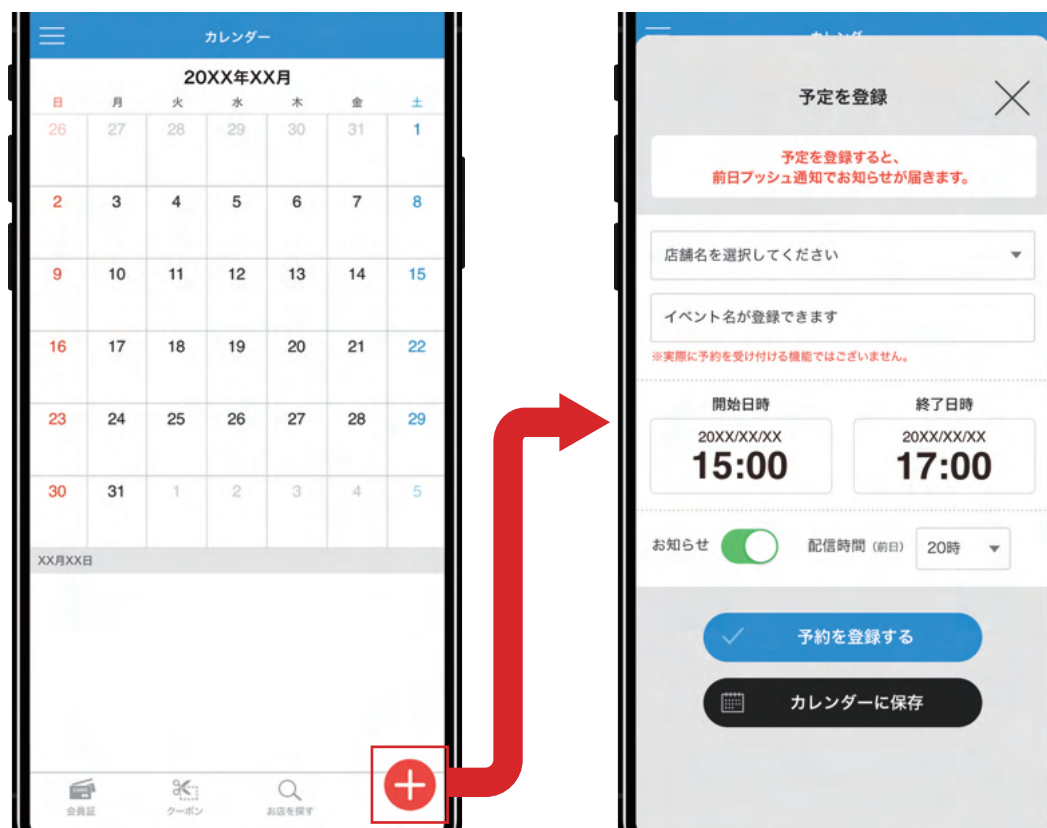 カレンダー
20XX年XX月
日 月 火 水 木 金 土
26 27 28 29 30 31 1
2 3 4 5 6 7 8
9 10 11 12 13 14 15
16 17 18 19 20 21 22
23 24 25 26 27 28 29
30 31 1 2 3 4 5
XX月XX日
会員証 クーポン お店を探す
予定を登録
予定を登録すると、
前日プッシュ通知でお知らせが届きます。
店舗名を選択してください
イベント名が登録できます
※実際に予約を受け付ける機能ではございません。
開始日時 終了日時
20XX/XX/XX 20XX/XX/XX
15:00 17:00
お知らせ 配信時間 (前日) 20時
予約を登録する
カレンダーに保存